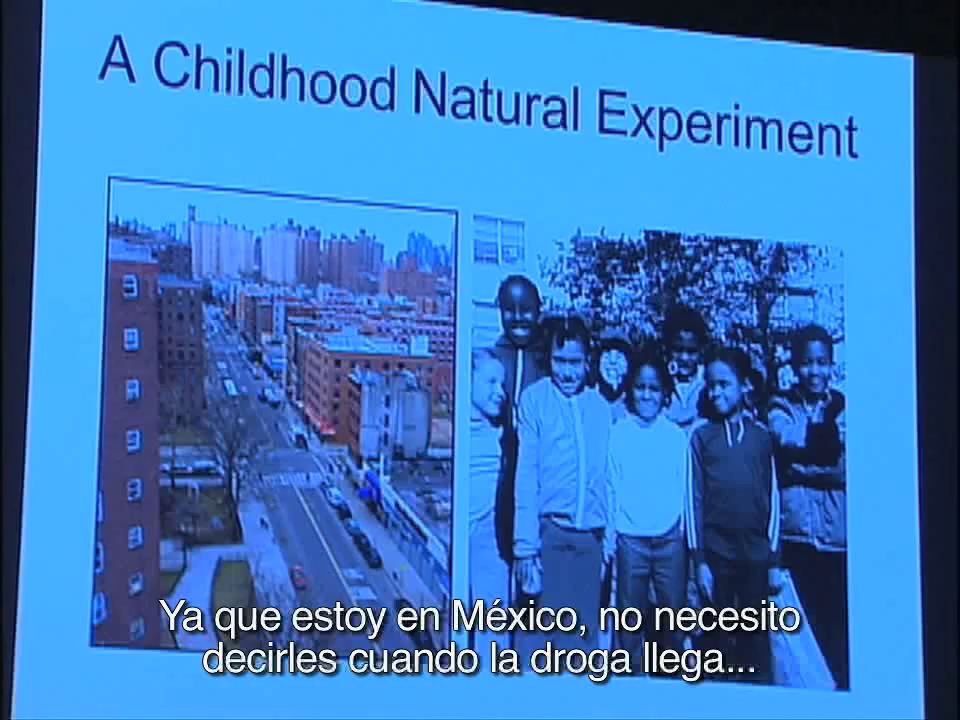 A Childhood Natural Experiment
Ya que estoy en México, no necesito
decirles cuando la droga llega...